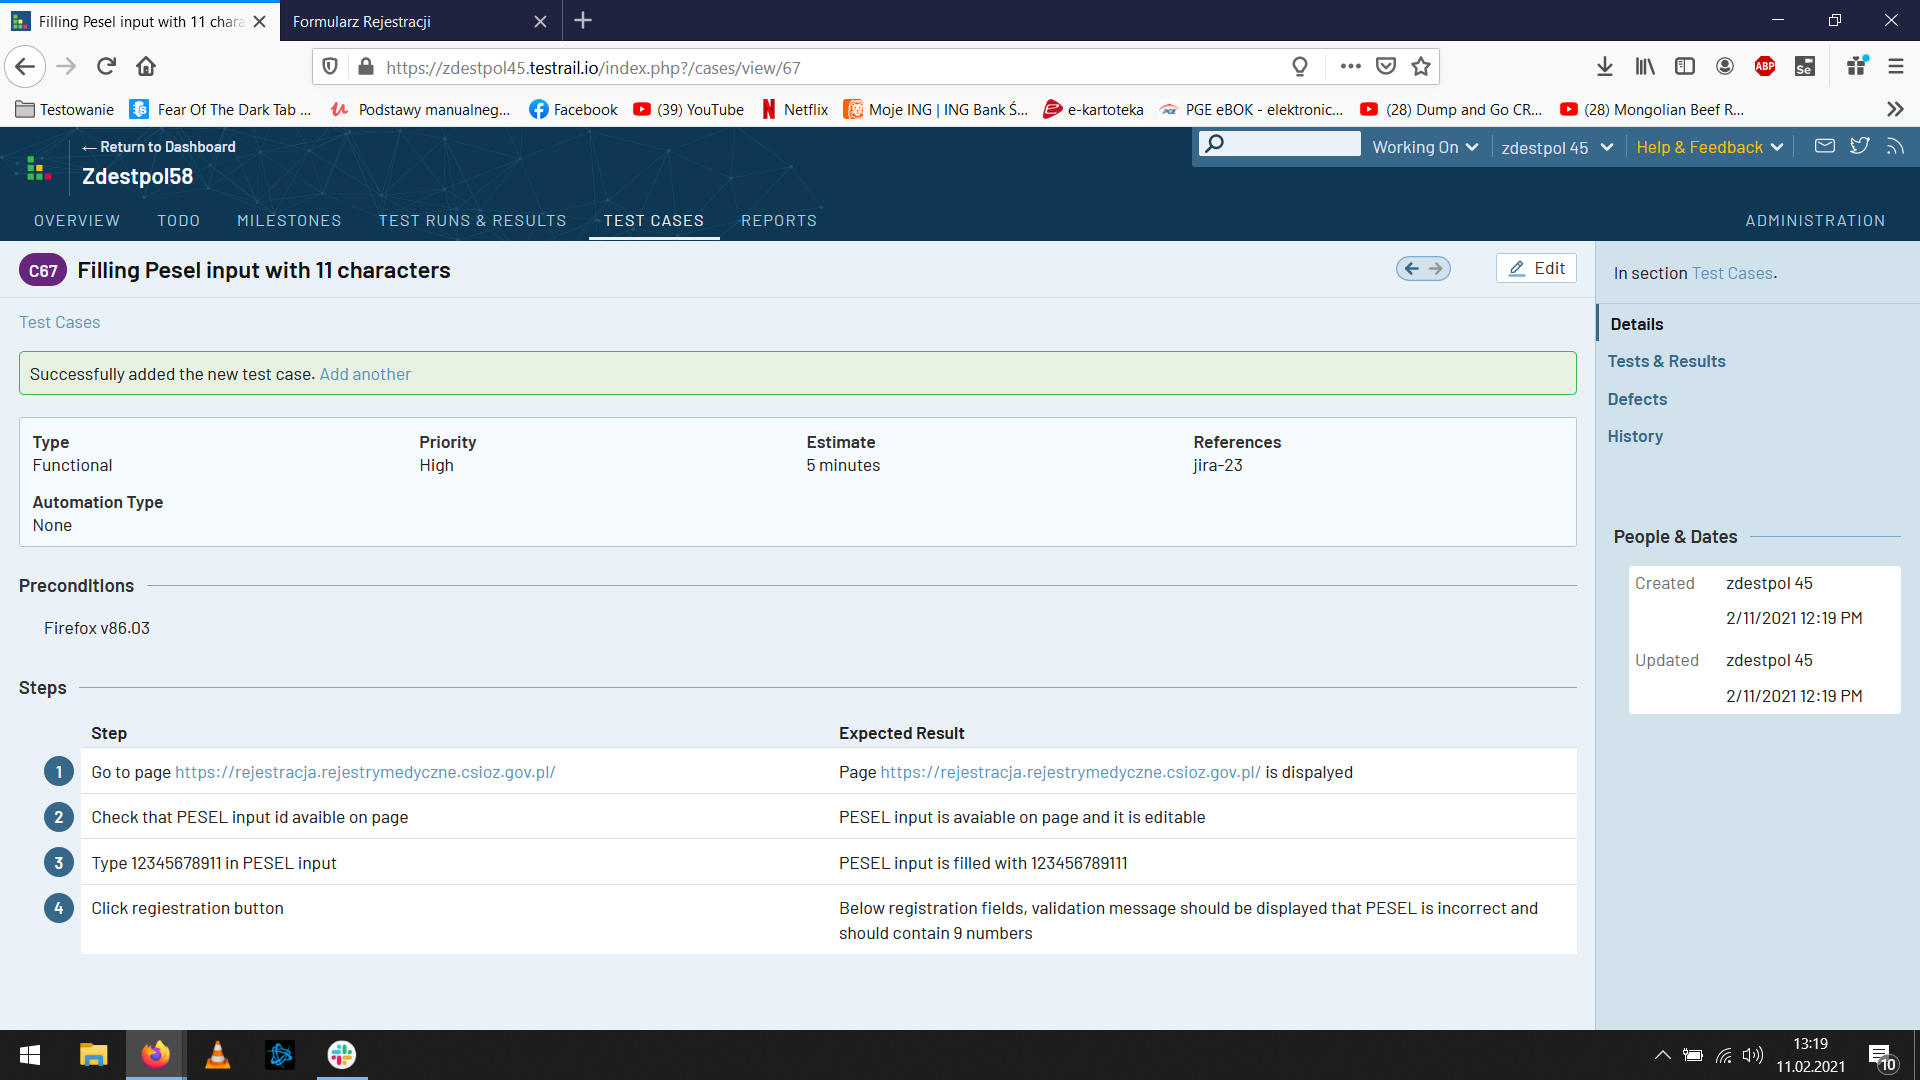 Filling Pesel input with 11 chara
Formularz Rejestracji
https://zdestpol45.testrail.io/index.php?/cases/view/67
ABP
Se
Testowanie
Fear Of The Dark Tab ...
Podstawy manualneg...
Facebook
(39) YouTube
Netflix
Moje ING | ING Bank Ś...
e-kartoteka
PGE eBOK - elektronic...
(28) Dump and Go CR...
(28) Mongolian Beef R...
← Return to Dashboard
Zdestpol58
Working On
zdestpol 45
Help & Feedback
OVERVIEW
TODO
MILESTONES
TEST RUNS & RESULTS
TEST CASES
REPORTS
ADMINISTRATION
C67
Filling Pesel input with 11 characters
Edit
In section Test Cases.
Test Cases
Details
Tests & Results
Defects
History
Successfully added the new test case. Add another
Type
Functional
Priority
High
Estimate
5 minutes
References
jira-23
Automation Type
None
People & Dates
Created
zdestpol 45
2/11/2021 12:19 PM
Updated
zdestpol 45
2/11/2021 12:19 PM
Preconditions
Firefox v86.03
Steps
Step
Expected Result
1
Go to page https://rejestracja.rejestrymedyczne.csioz.gov.pl/
Page https://rejestracja.rejestrymedyczne.csioz.gov.pl/ is dispalyed
2
Check that PESEL input id avaible on page
PESEL input is avaiable on page and it is editable
3
Type 12345678911 in PESEL input
PESEL input is filled with 123456789111
4
Click regiestration button
Below registration fields, validation message should be displayed that PESEL is incorrect and
should contain 9 numbers
13:19
11.02.2021
10